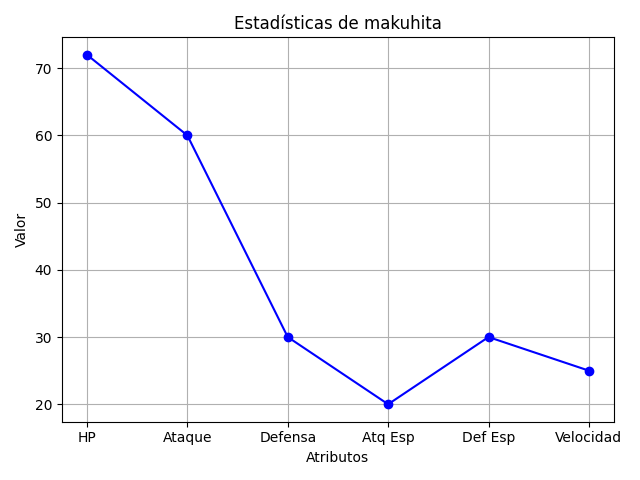 Estadísticas de makuhita
Valor
70
60
50
40
30
20
HP Ataque Defensa Atq Esp Def Esp Velocidad
Atributos